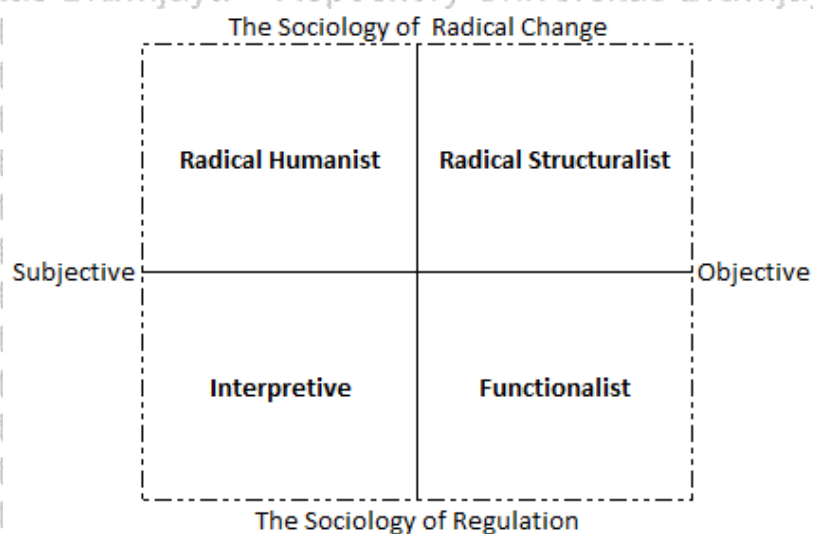 The Sociology of Radical Change
Radical Humanist
Radical Structuralist
Subjective
Objective
Interpretive
Functionalist
The Sociology of Regulation